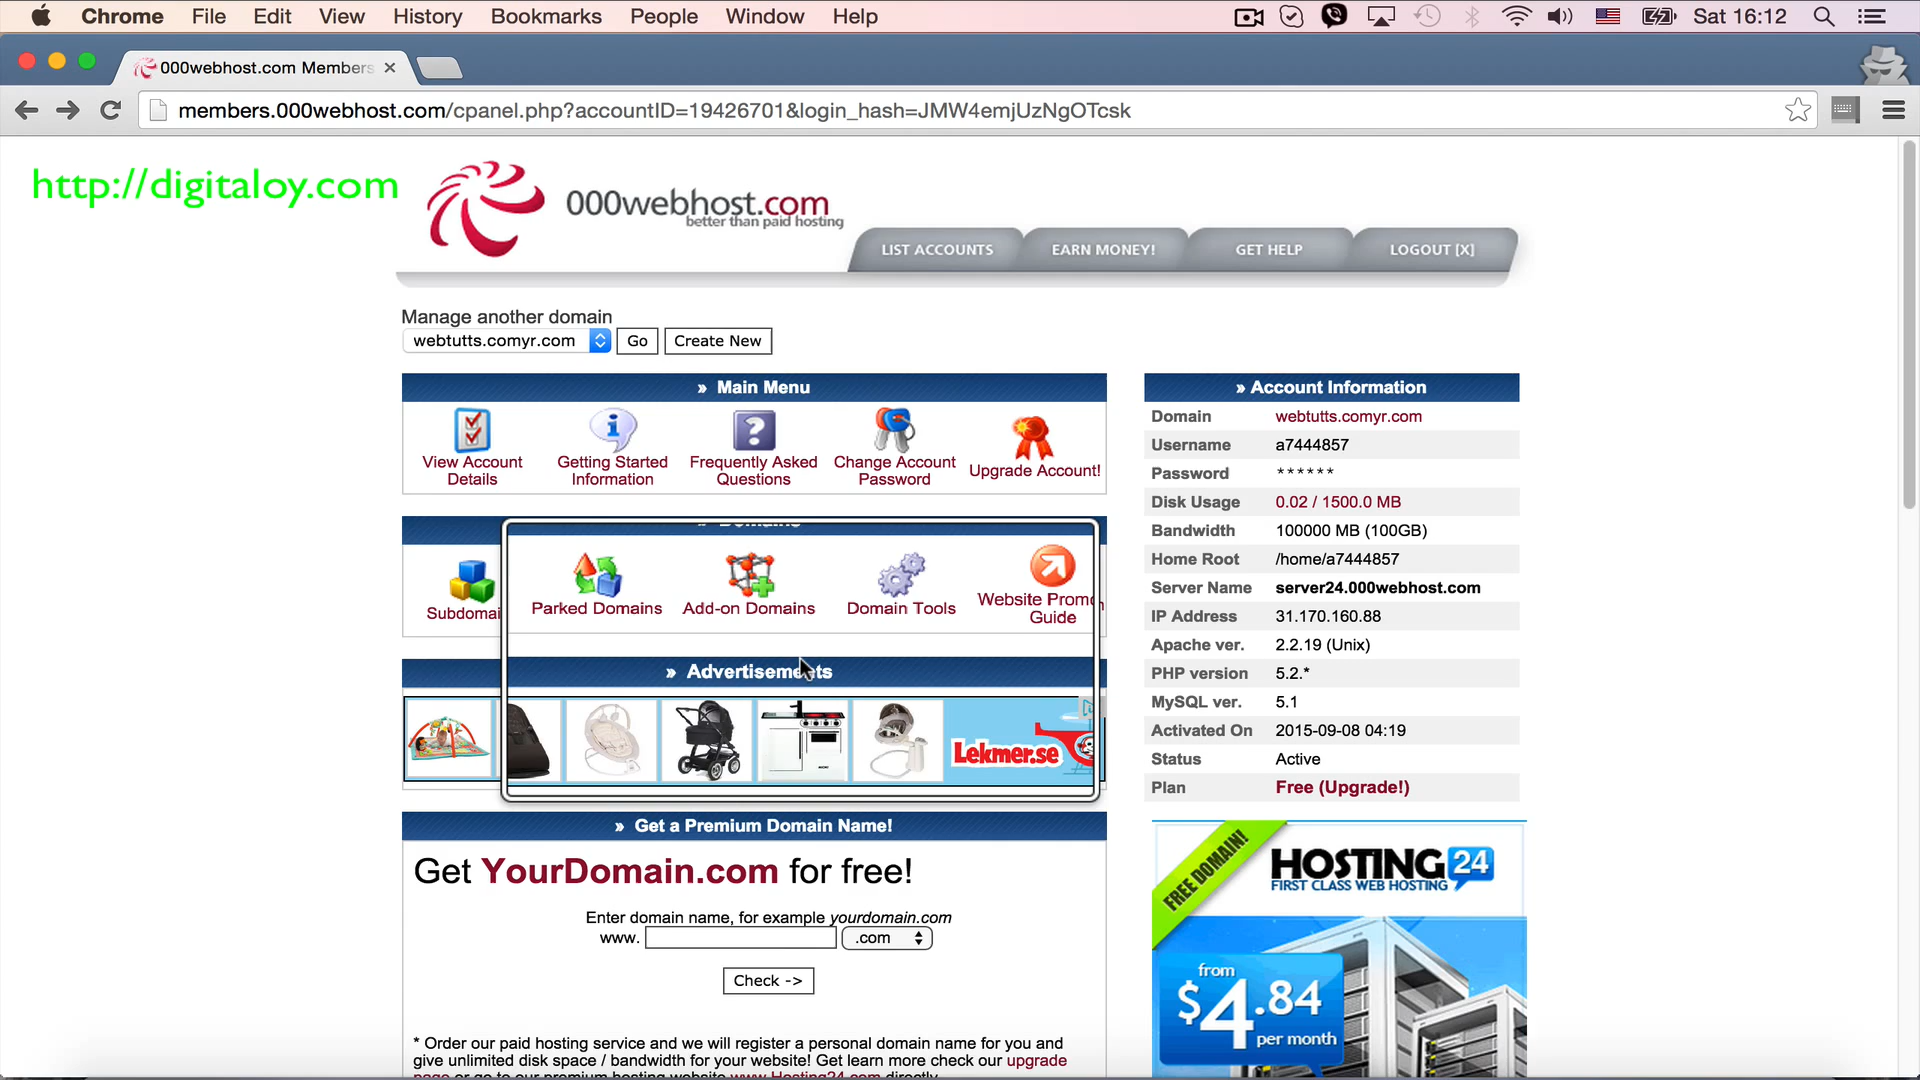 Chrome File Edit View History Bookmarks People Window Help Sat 16:12
000webhost.com Members
members.000webhost.com/cpanel.php?accountID=19426701&login_hash=JMW4emjUzNgOTcsk
http://digitaloy.com
000webhost.com
better than paid hosting
LIST ACCOUNTS EARN MONEY! GET HELP LOGOUT [X]
Manage another domain
webtutts.comyr.com Go Create New
» Main Menu
View Account Details
Getting Started Information
Frequently Asked Questions
Change Account Password
Upgrade Account!
» Domains
Parked Domains
Add-on Domains
Domain Tools
Website
Guide
» Advertisements
Lekmer.se
» Get a Premium Domain Name!
Get YourDomain.com for free!
Enter domain name, for example yourdomain.com
www. .com
Check ->
* Order our paid hosting service and we will register a personal domain name for you and
give unlimited disk space / bandwidth for your website! Get learn more check our upgrade
page or go to our premium hosting website www.Hosting24.com directly.
» Account Information
Domain webtutts.comyr.com
Username a7444857
Password ******
Disk Usage 0.02 / 1500.0 MB
Bandwidth 100000 MB (100GB)
Home Root /home/a7444857
Server Name server24.000webhost.com
IP Address 31.170.160.88
Apache ver. 2.2.19 (Unix)
PHP version 5.2.*
MySQL ver. 5.1
Activated On 2015-09-08 04:19
Status Active
Plan Free (Upgrade!)
FREE DOMAIN!
HOSTING 24
FIRST CLASS WEB HOSTING
from
$4.84
per month